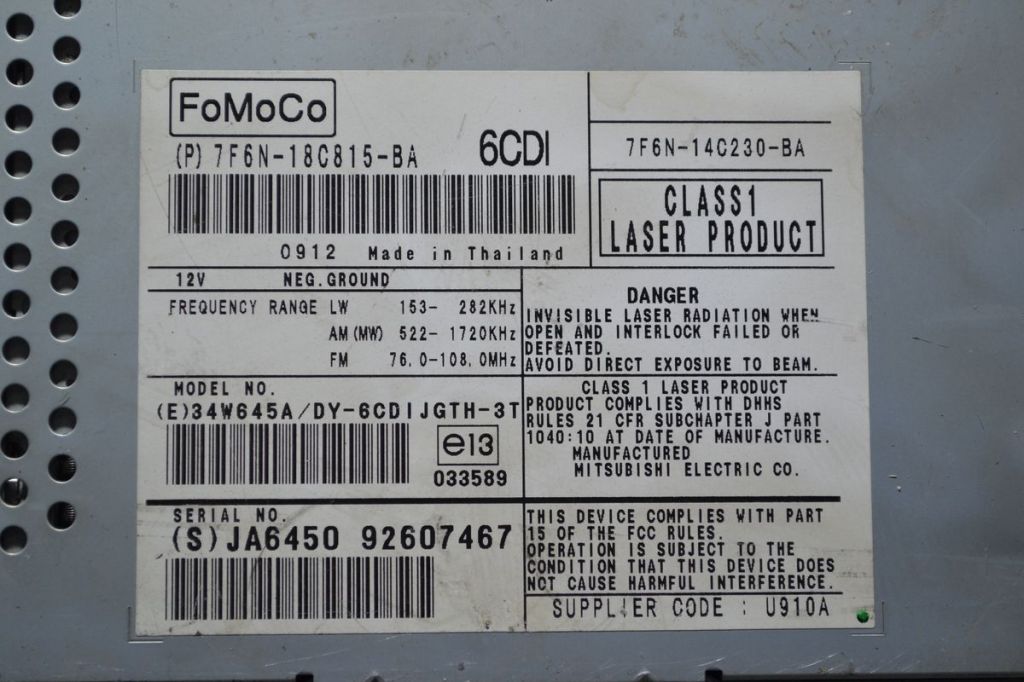 FoMoCo
(P) 7F6N-18C815-BA
6CDI
0912 Made in Thailand
7F6N-14C230-BA
CLASS1
LASER PRODUCT
12V NEG.GROUND
FREQUENCY RANGE LW 153- 282KHz
AM(MW) 522- 1720KHz
FM 76.0-108.0MHz
DANGER
INVISIBLE LASER RADIATION WHEN
OPEN AND INTERLOCK FAILED OR
DEFEATED.
AVOID DIRECT EXPOSURE TO BEAM.
MODEL NO.
(E)34W645A/DY-6CDIJGTH-3T
e13
033589
CLASS 1 LASER PRODUCT
PRODUCT COMPLIES WITH DHHS
RULES 21 CFR SUBCHAPTER J PART
1040:10 AT DATE OF MANUFACTURE.
MANUFACTURED
MITSUBISHI ELECTRIC CO.
SERIAL NO.
(S)JA6450 92607467
THIS DEVICE COMPLIES WITH PART
15 OF THE FCC RULES.
OPERATION IS SUBJECT TO THE
CONDITION THAT THIS DEVICE DOES
NOT CAUSE HARMFUL INTERFERENCE.
SUPPLIER CODE : U910A